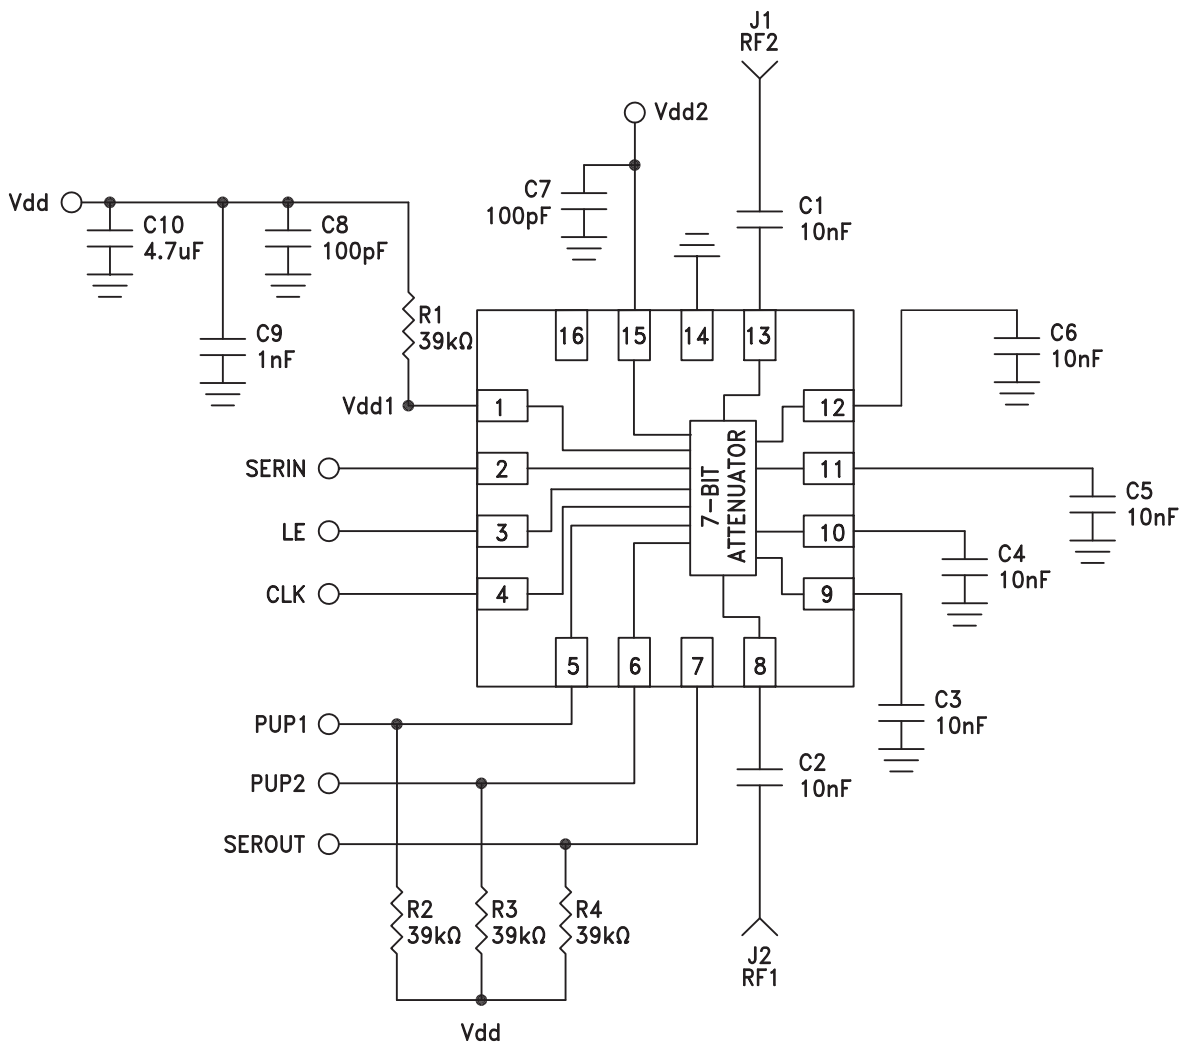 J1
RF2
Vdd2
Vdd
C10
4.7uF
C8
100pF
C7
100pF
C1
10nF
C9
1nF
R1
39kΩ
16
15
14
13
C6
10nF
Vdd1
1
12
SERIN
2
11
C5
10nF
7-BIT
ATTENUATOR
LE
3
10
C4
10nF
CLK
4
9
5
6
7
8
C3
10nF
PUP1
PUP2
C2
10nF
SEROUT
R2
39kΩ
R3
39kΩ
R4
39kΩ
J2
RF1
Vdd